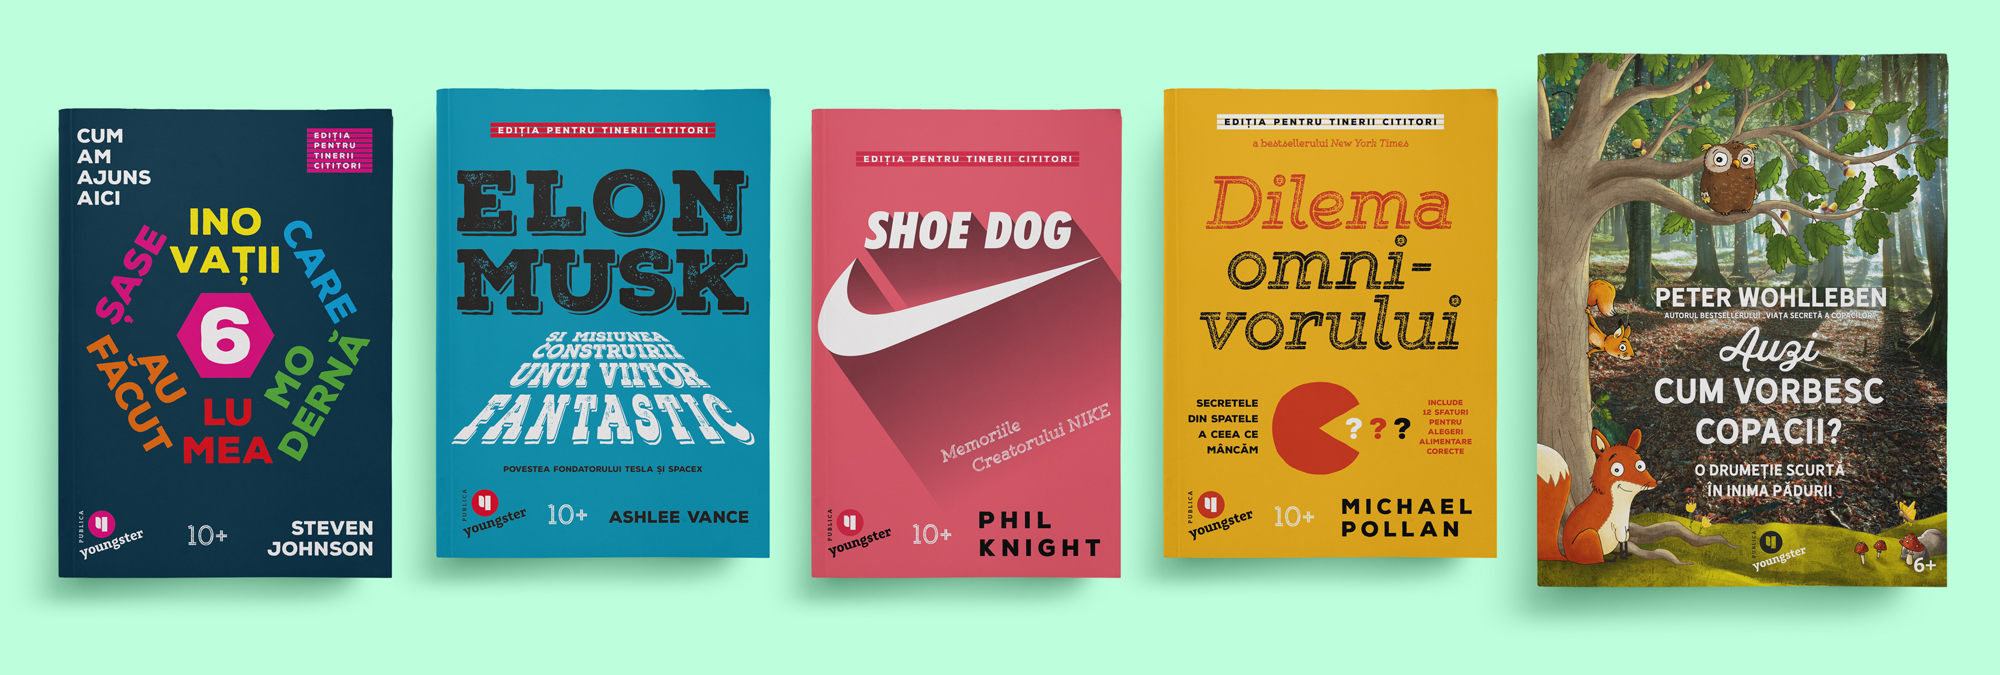 CUM
AM
AJUNS
AICI
EDIȚIA
PENTRU
TINERII
CITITORI
ȘASE
INO
VAȚII
CARE
AU
FĂCUT
LU
MEA
MO
DERNĂ
6
PUBLICA
youngster
10+
STEVEN
JOHNSON
EDIȚIA PENTRU TINERII CITITORI
ELON
MUSK
ȘI MISIUNEA
CONSTRUIRII
UNUI VIITOR
FANTASTIC
POVESTEA FONDATORULUI TESLA ȘI SPACEX
PUBLICA
youngster
10+
ASHLEE VANCE
EDIȚIA PENTRU TINERII CITITORI
SHOE DOG
Memoriile
Creatorului NIKE
PUBLICA
youngster
10+
PHIL
KNIGHT
EDIȚIA PENTRU TINERII CITITORI
a bestsellerului New York Times
Dilema
omni-
vorului
SECRETELE
DIN SPATELE
A CEEA CE
MÂNCĂM
? ? ?
INCLUDE
12 SFATURI
PENTRU
ALEGERI
ALIMENTARE
CORECTE
PUBLICA
youngster
10+
MICHAEL
POLLAN
PETER WOHLLEBEN
AUTORUL BESTSELLERULUI „VIAȚA SECRETĂ A COPACILOR”
Auzi
CUM VORBESC
COPACII?
O DRUMEȚIE SCURTĂ
ÎN INIMA PĂDURII
PUBLICA
youngster
6+